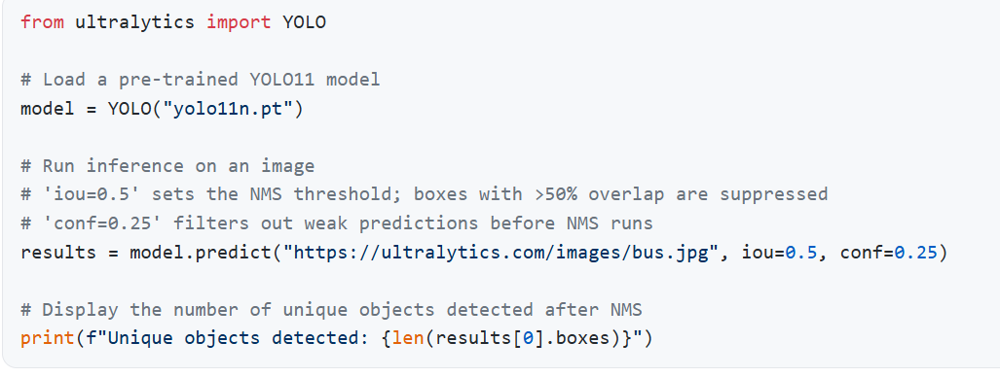 from ultralytics import YOLO
# Load a pre-trained YOLO11 model
model = YOLO("yolo11n.pt")
# Run inference on an image
# 'iou=0.5' sets the NMS threshold; boxes with >50% overlap are suppressed
# 'conf=0.25' filters out weak predictions before NMS runs
results = model.predict("https://ultralytics.com/images/bus.jpg", iou=0.5, conf=0.25)
# Display the number of unique objects detected after NMS
print(f"Unique objects detected: {len(results[0].boxes)}")